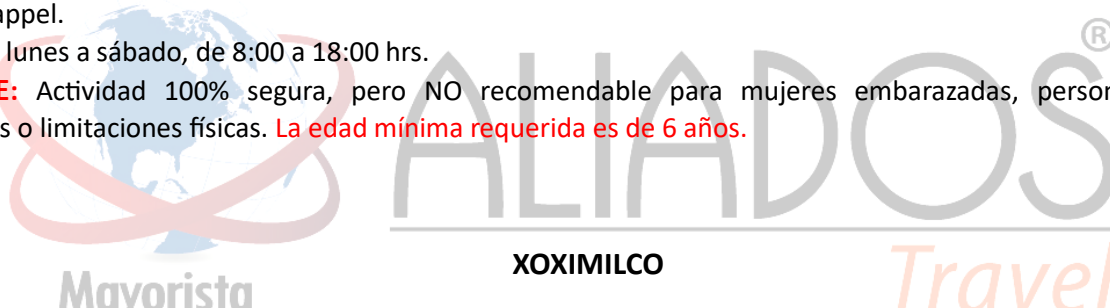 appel.
lunes a sábado, de 8:00 a 18:00 hrs.
E: Actividad 100% segura, pero NO recomendable para mujeres embarazadas, person
s o limitaciones físicas. La edad mínima requerida es de 6 años.
ALIADOS ®
XOXIMILCO
Mayorista
Travel